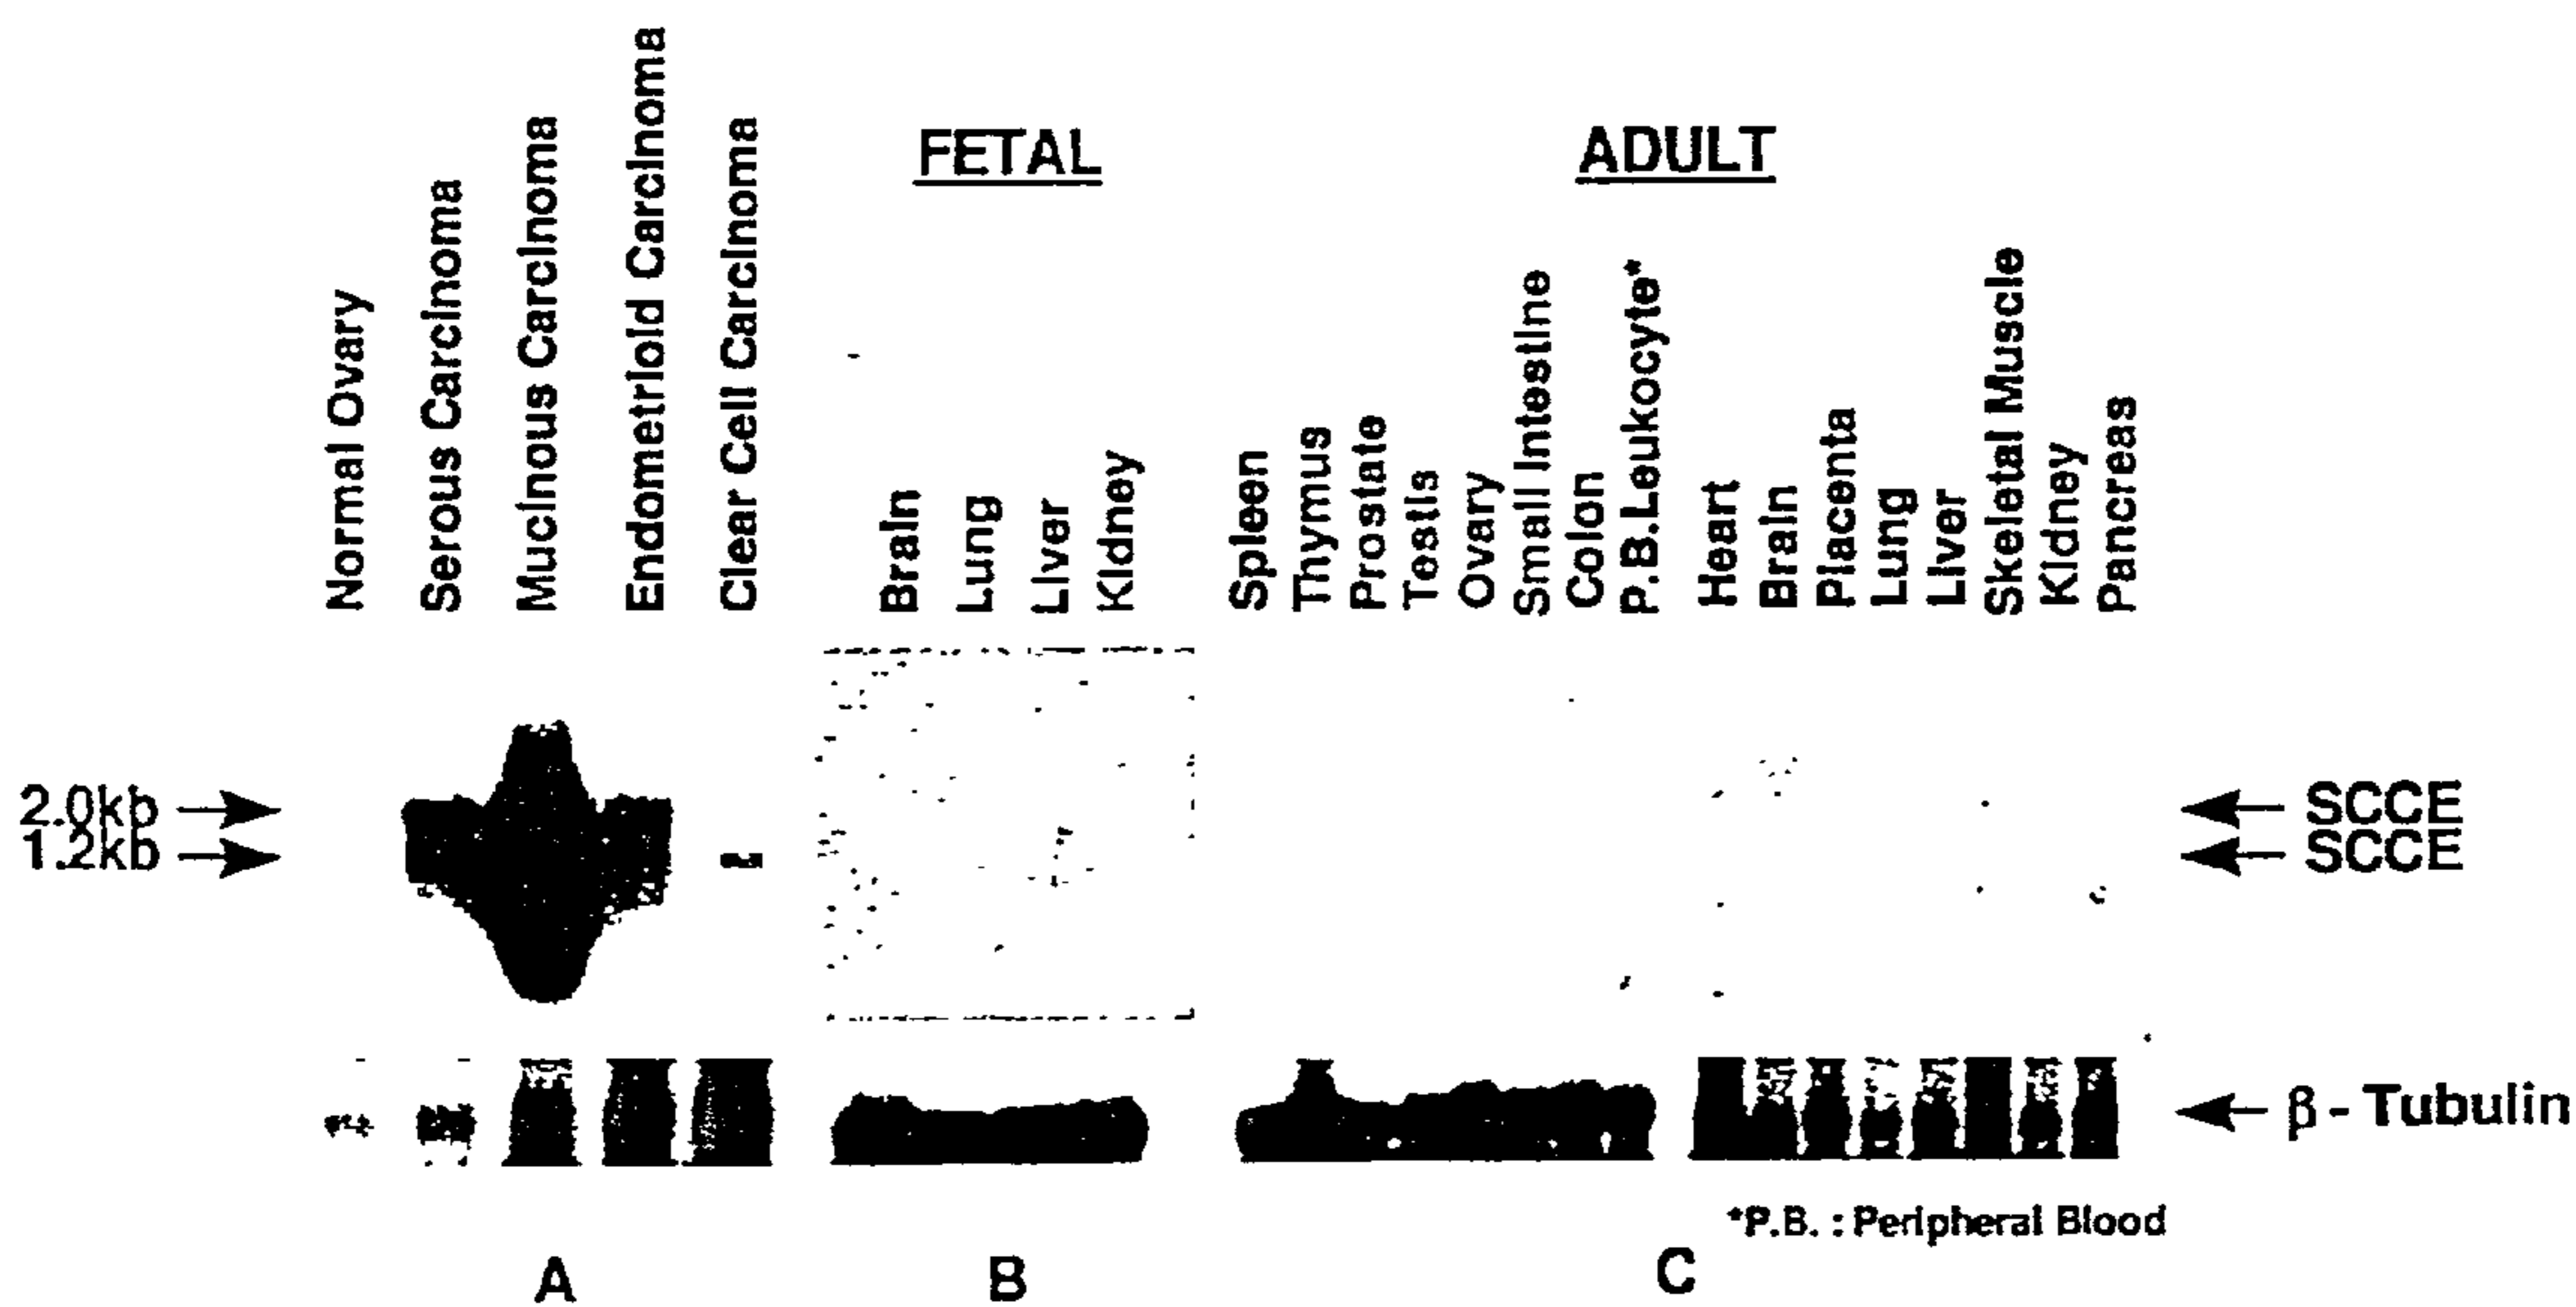 FETAL
ADULT
Normal Ovary
Serous Carcinoma
Mucinous Carcinoma
Endometrioid Carcinoma
Clear Cell Carcinoma
Brain
Lung
Liver
Kidney
Spleen
Thymus
Prostate
Testis
Ovary
Small Intestine
Colon
P.B.Leukocyte*
Heart
Brain
Placenta
Lung
Liver
Skeletal Muscle
Kidney
Pancreas
2.0kb
1.2kb
SCCE
SCCE
β - Tubulin
*P.B. : Peripheral Blood
A
B
C